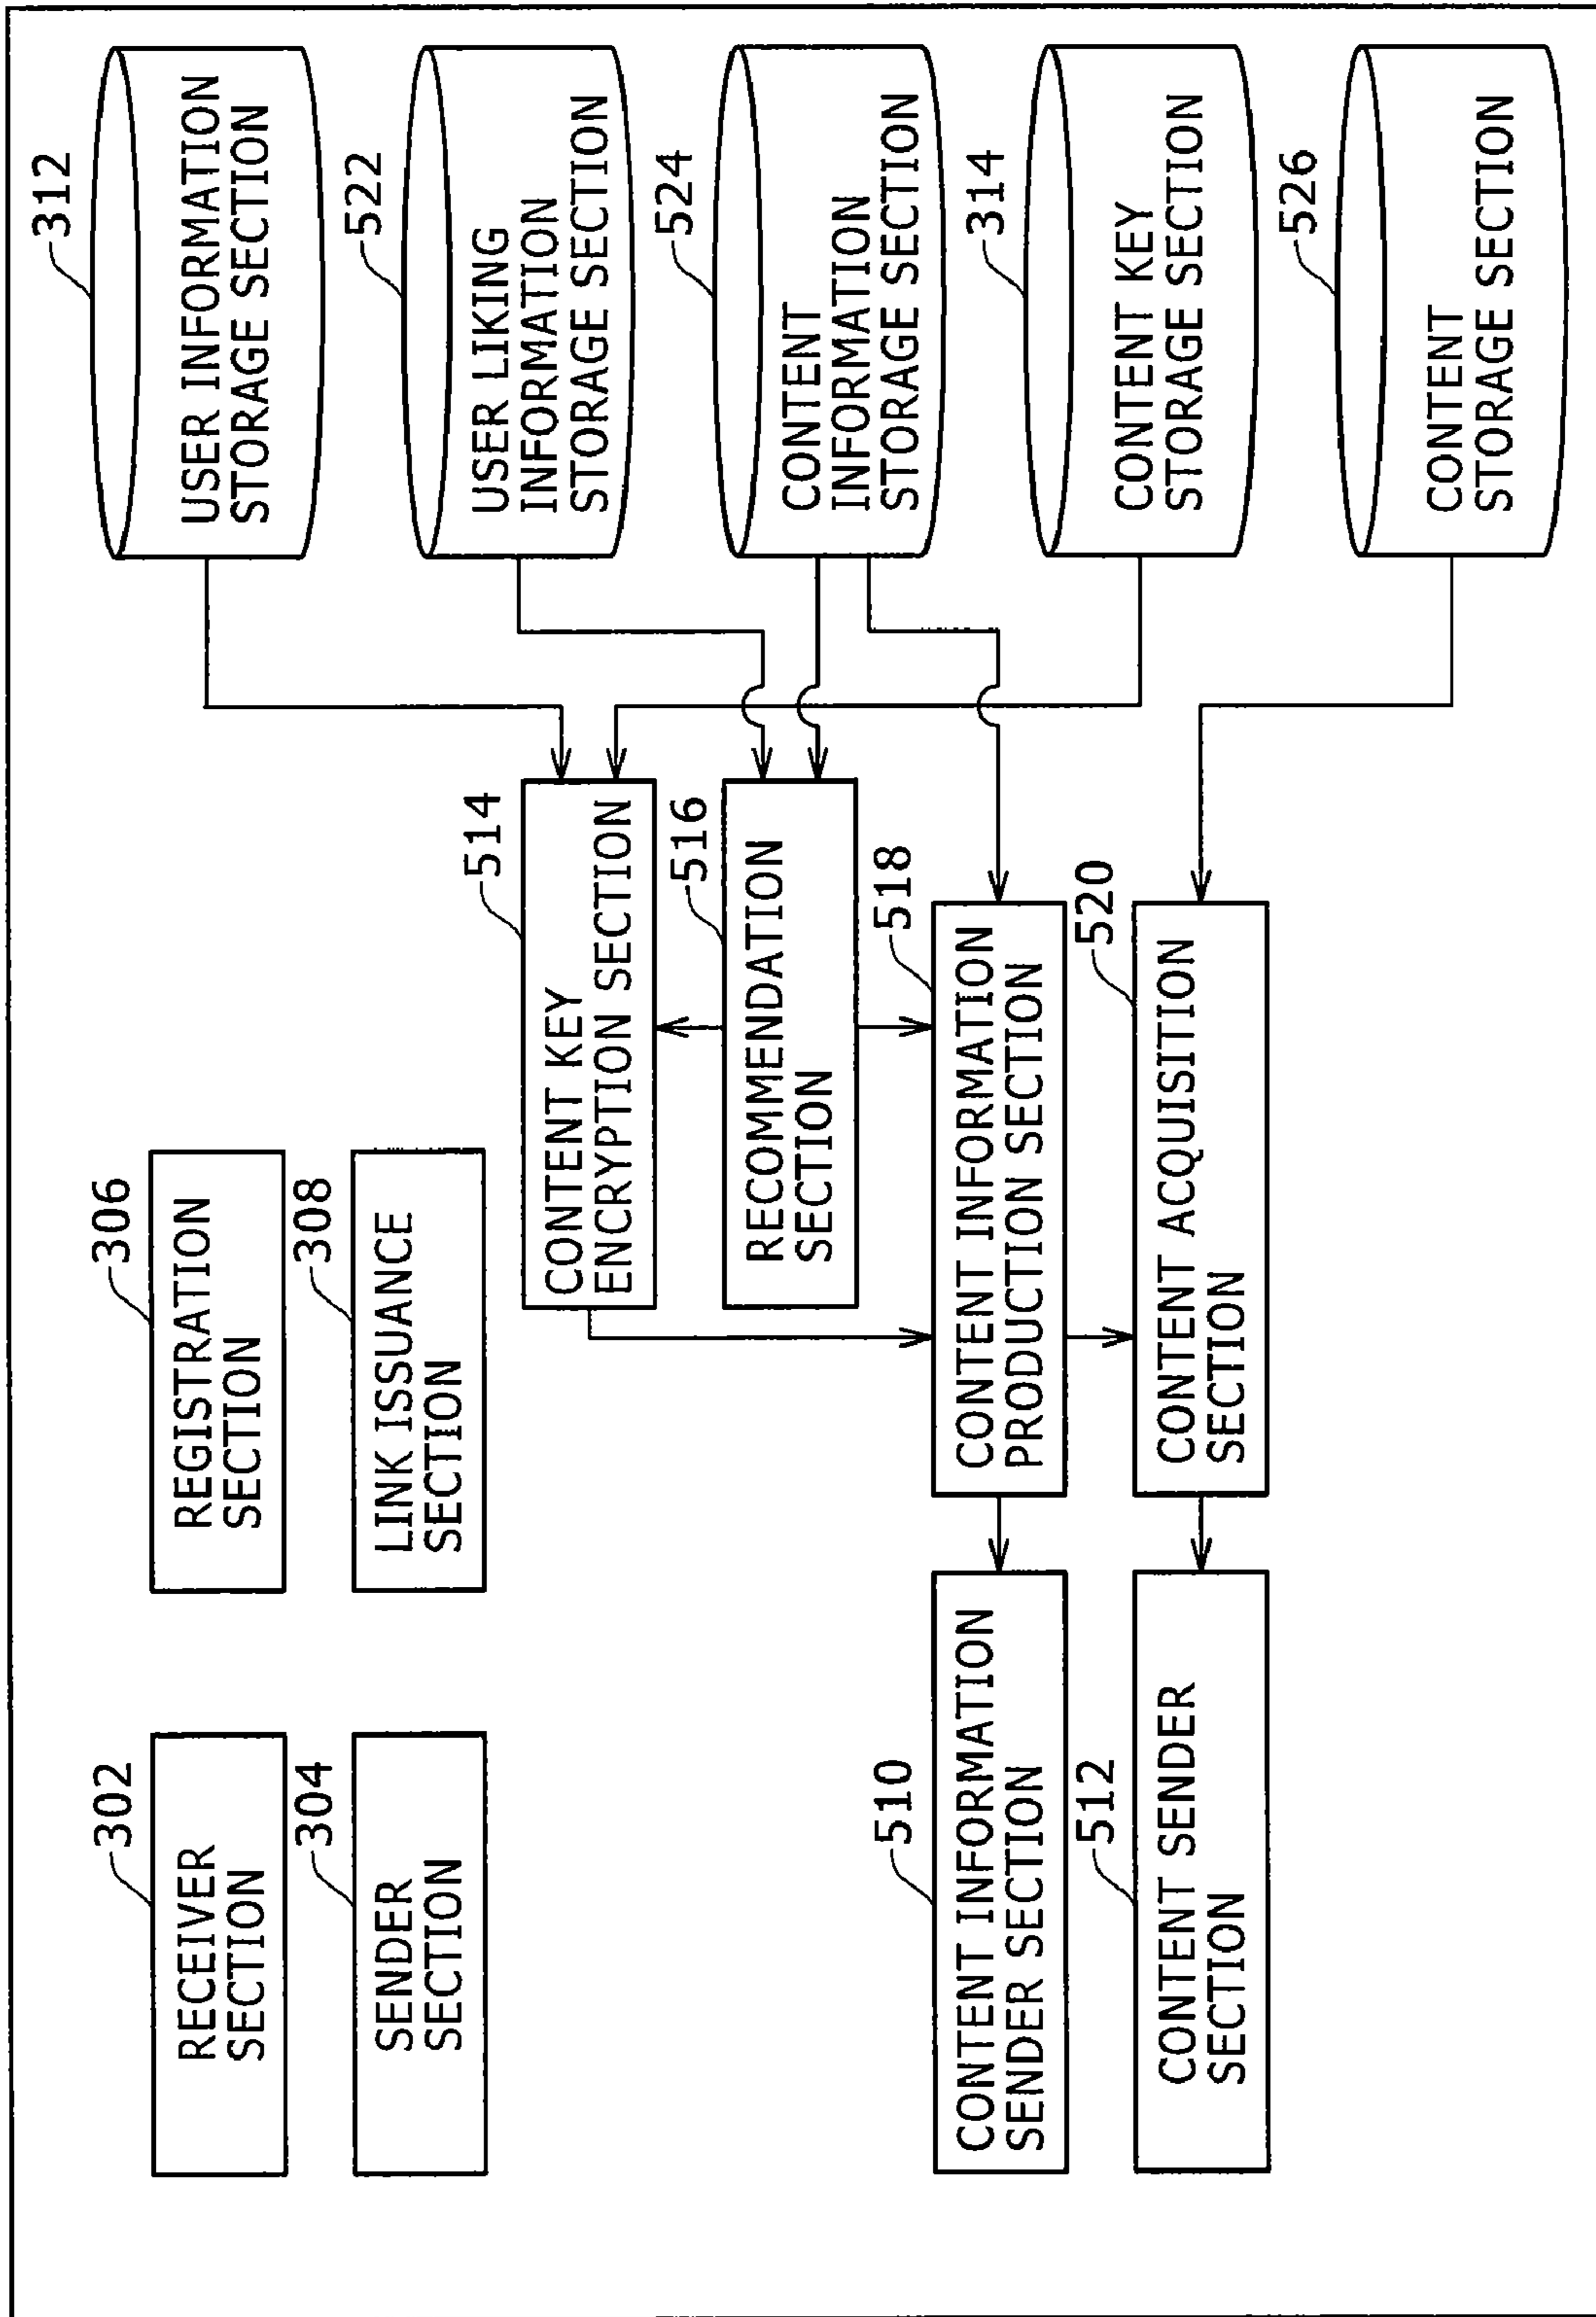 302
RECEIVER
SECTION
304
SENDER
SECTION
306
REGISTRATION
SECTION
308
LINK ISSUANCE
SECTION
312
USER INFORMATION
STORAGE SECTION
522
USER LIKING
INFORMATION
STORAGE SECTION
524
CONTENT
INFORMATION
STORAGE SECTION
314
CONTENT KEY
STORAGE SECTION
526
CONTENT
STORAGE SECTION
514
CONTENT KEY
ENCRYPTION SECTION
516
RECOMMENDATION
SECTION
518
CONTENT INFORMATION
PRODUCTION SECTION
520
CONTENT ACQUISITION
SECTION
510
CONTENT INFORMATION
SENDER SECTION
512
CONTENT SENDER
SECTION